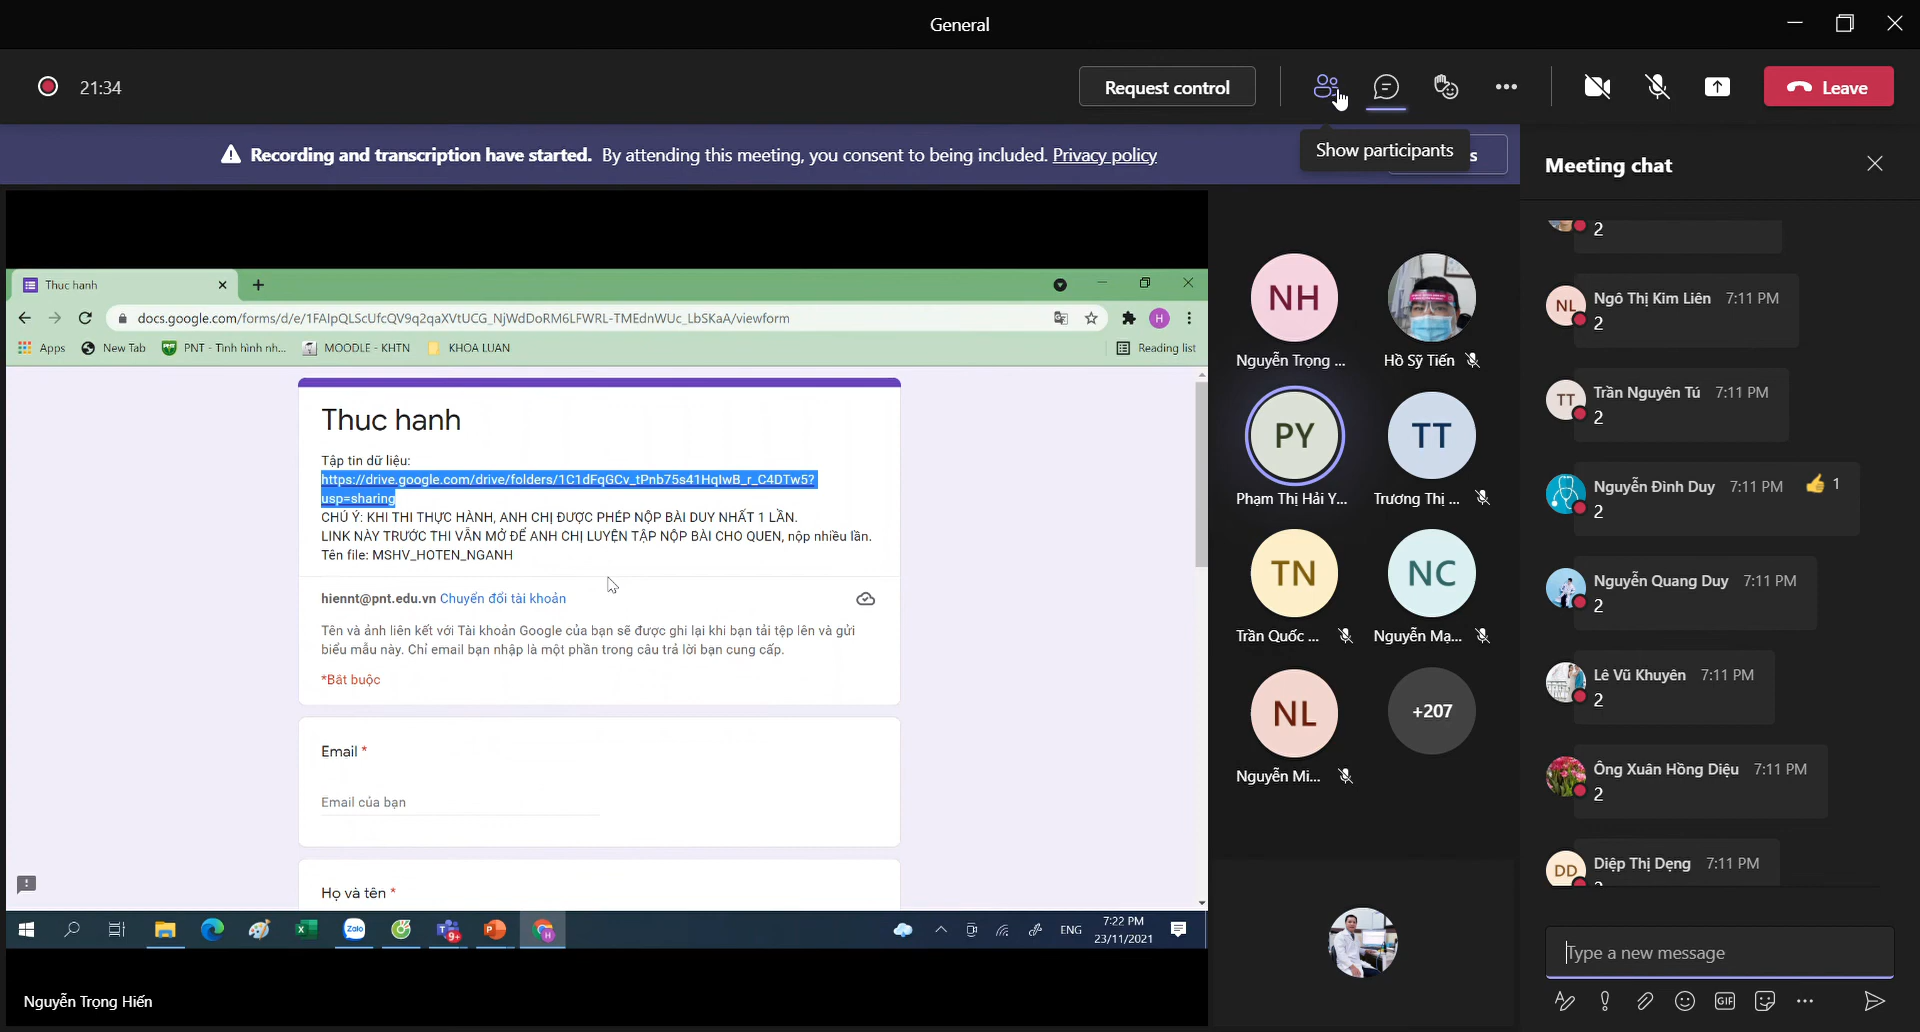 General
21:34
Request control
Leave
Show participants
Recording and transcription have started. By attending this meeting, you consent to being included. Privacy policy
s
Meeting chat
Thuc hanh
docs.google.com/forms/d/e/1FAIpQLScUfcQV9q2qaXVtUCG_NjWdDoRM6LFWRL-TMEdnWUc_LbSKaA/viewform
H
Apps
New Tab
PNT - Tình hình nh...
MOODLE - KHTN
KHOA LUAN
Reading list
Thuc hanh
Tập tin dữ liệu:
https://drive.google.com/drive/folders/1C1dFqGCv_tPnb75s41HqIwB_r_C4DTw5?
usp=sharing
CHÚ Ý: KHI THI THỰC HÀNH, ANH CHỊ ĐƯỢC PHÉP NỘP BÀI DUY NHẤT 1 LẦN.
LINK NÀY TRƯỚC THI VẪN MỞ ĐỂ ANH CHỊ LUYỆN TẬP NỘP BÀI CHO QUEN, nộp nhiều lần.
Tên file: MSHV_HOTEN_NGANH
hiennt@pnt.edu.vn Chuyển đổi tài khoản
Tên và ảnh liên kết với Tài khoản Google của bạn sẽ được ghi lại khi bạn tải tệp lên và gửi
biểu mẫu này. Chỉ email bạn nhập là một phần trong câu trả lời bạn cung cấp.
*Bắt buộc
Email *
Email của bạn
Họ và tên *
Zalo
9+
H
ENG
7:22 PM
23/11/2021
Nguyễn Trọng Hiến
NH
Nguyễn Trọng ...
Hồ Sỹ Tiến
PY
Phạm Thị Hải Y...
TT
Trương Thị ...
TN
Trần Quốc ...
NC
Nguyễn Mạ...
NL
Nguyễn Mi...
+207
2
NL
Ngô Thị Kim Liên 7:11 PM
2
TT
Trần Nguyên Tú 7:11 PM
2
Nguyễn Đình Duy 7:11 PM
1
2
Nguyễn Quang Duy 7:11 PM
2
Lê Vũ Khuyên 7:11 PM
2
Ông Xuân Hồng Diệu 7:11 PM
2
DD
Diệp Thị Dẹng 7:11 PM
2
Type a new message
GIF